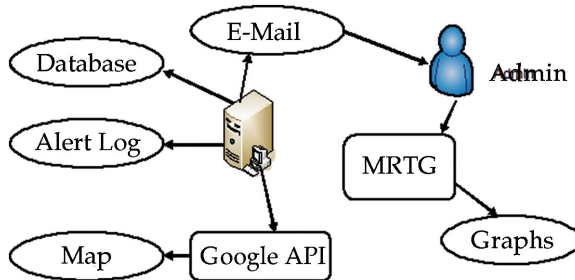 E-Mail
Database
Admin
Alert Log
MRTG
Map
Google API
Graphs